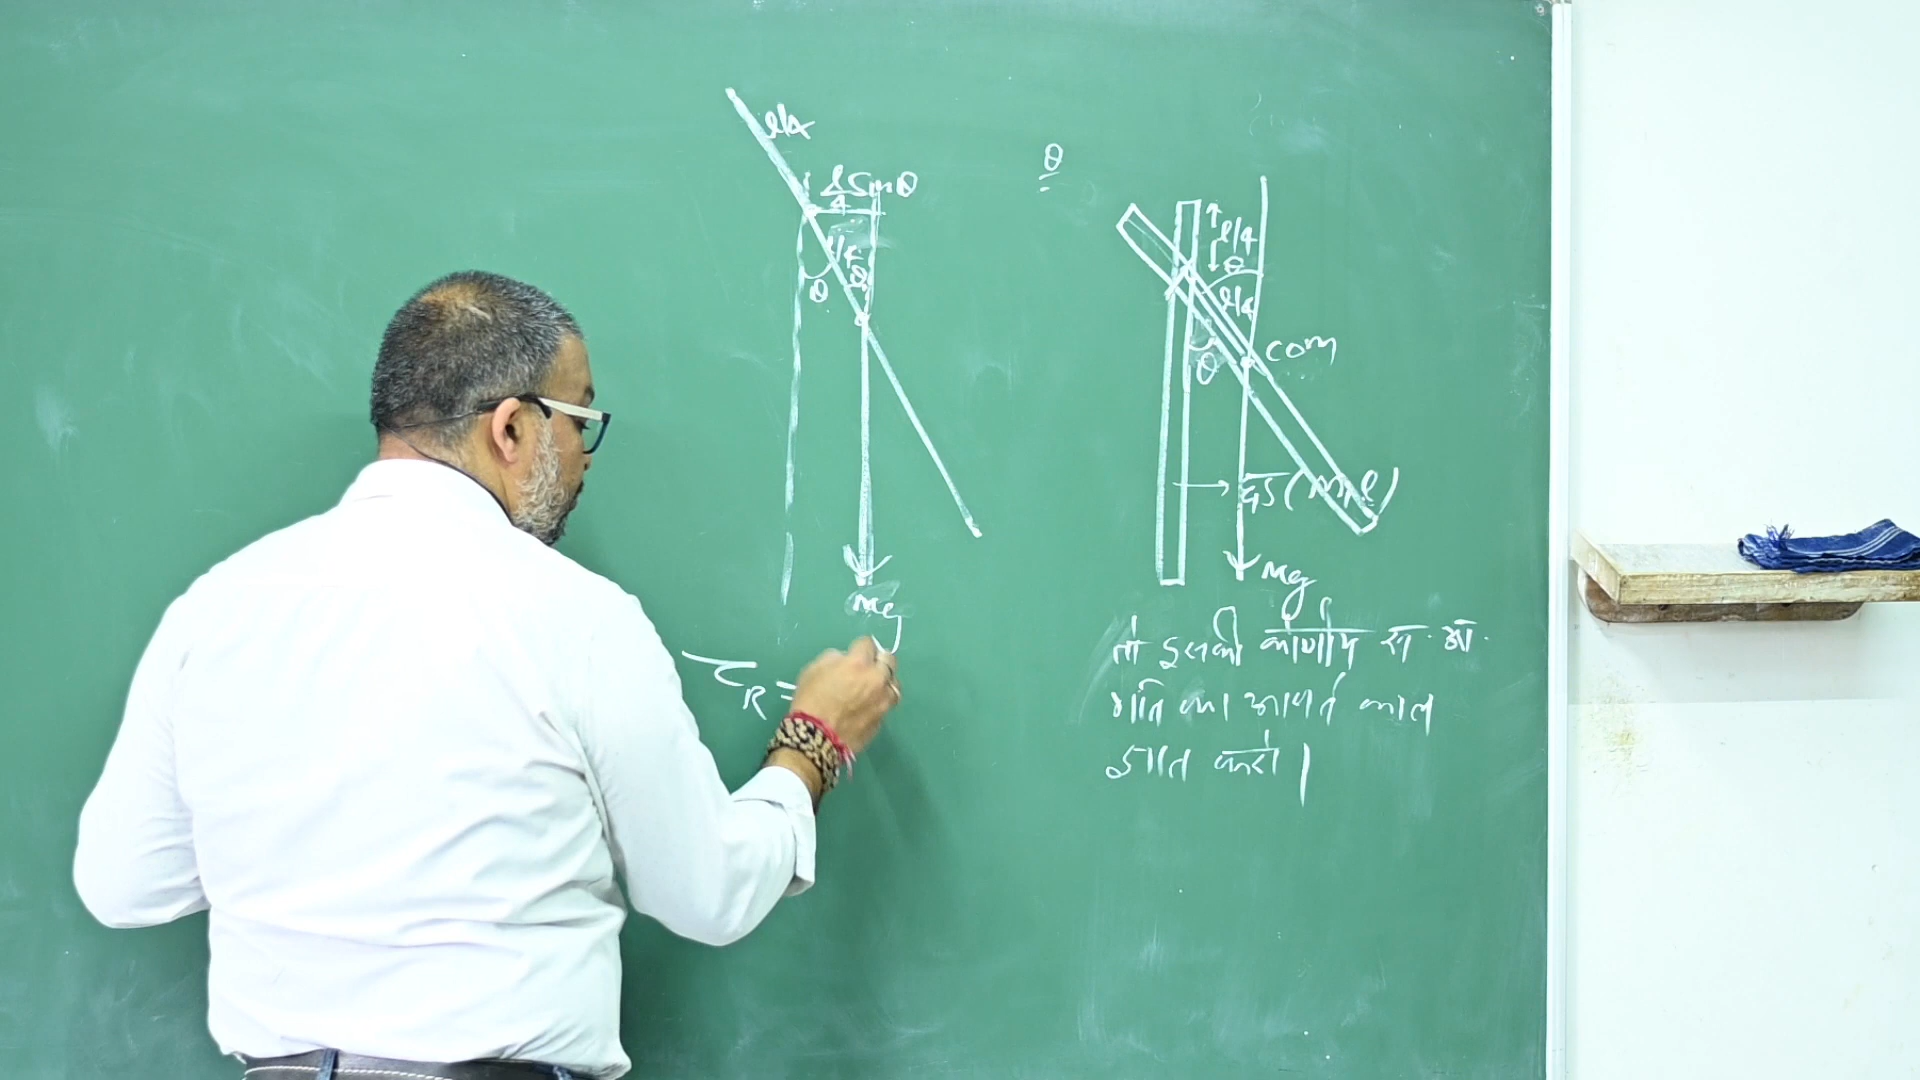 l/4
l/4 Sinθ
l/4
θ
θ
mg
τR =
θ
l/4
θ
l/4
com
θ
दंड (m, l)
mg
तो इसकी कोणीय स. आ.
गति का आवर्त काल
ज्ञात करो।